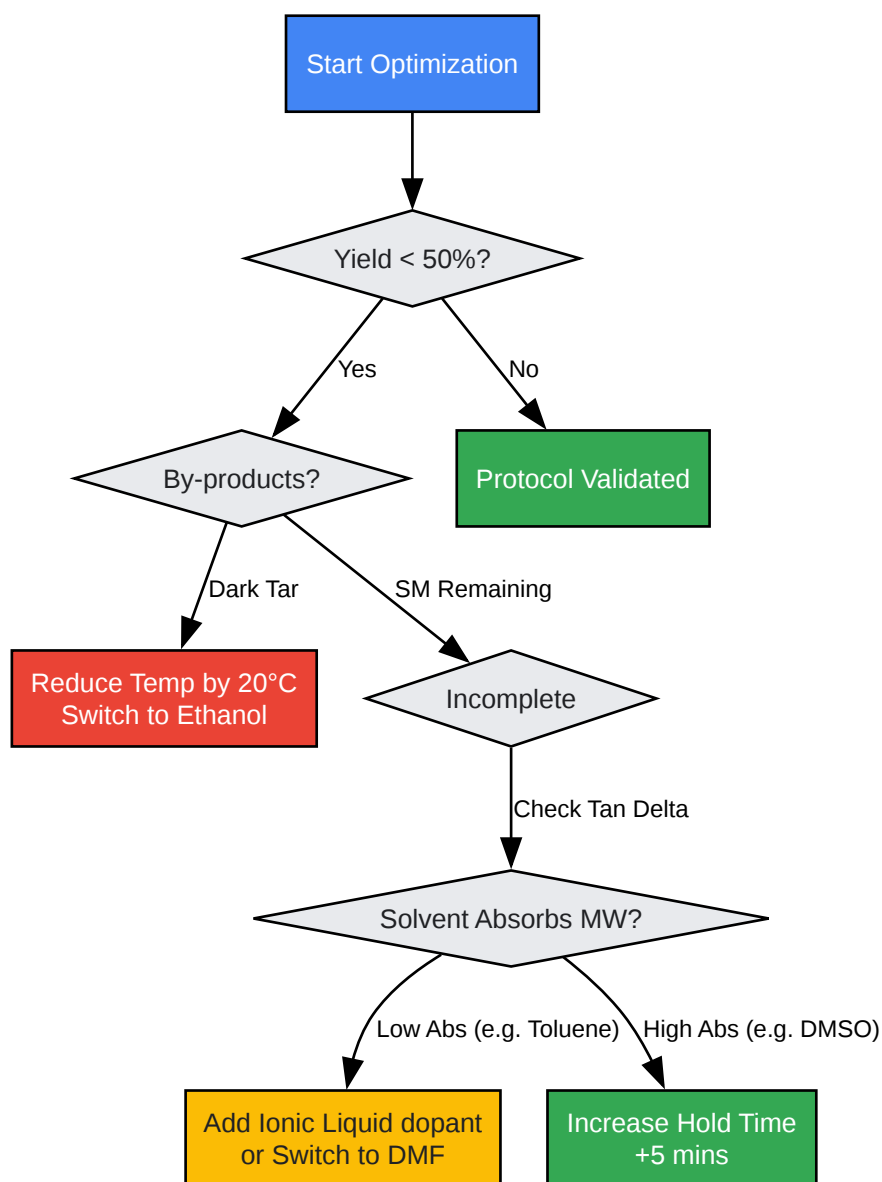 Start Optimization
Yield < 50%?
Yes
No
By-products?
Protocol Validated
Dark Tar
SM Remaining
Reduce Temp by 20°C
Switch to Ethanol
Incomplete
Check Tan Delta
Solvent Absorbs MW?
Low Abs (e.g. Toluene)
High Abs (e.g. DMSO)
Add Ionic Liquid dopant
or Switch to DMF
Increase Hold Time
+5 mins